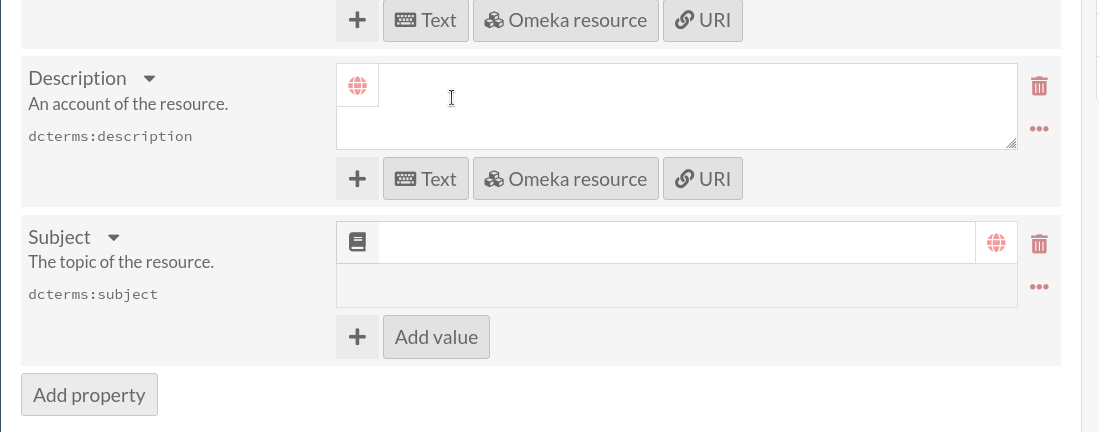 Text Omeka resource URI
Description
An account of the resource.
dcterms:description
Text Omeka resource URI
Subject
The topic of the resource.
dcterms:subject
Add value
Add property